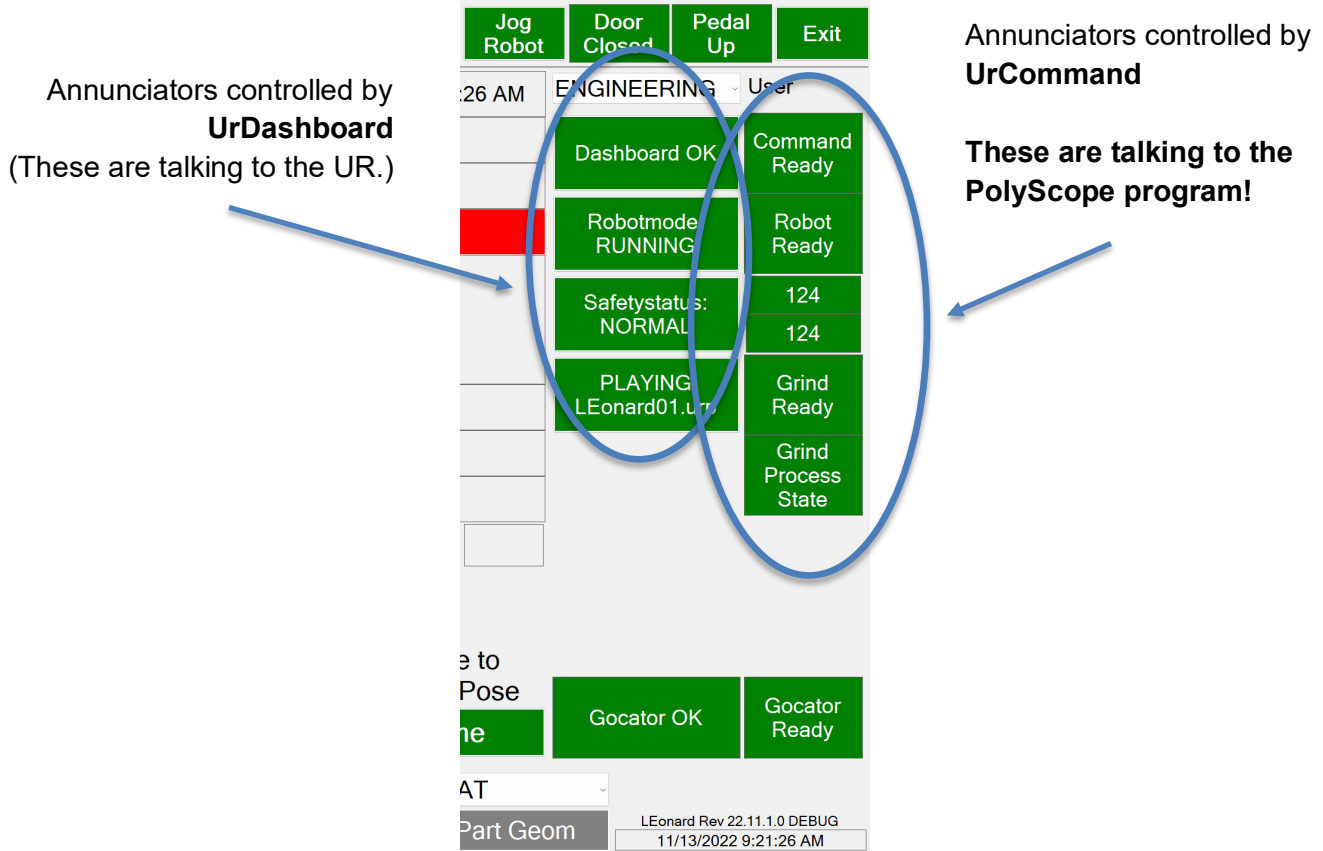 Annunciators controlled by
UrDashboard
(These are talking to the UR.)
Jog
Robot
Door
Closed
Pedal
Up
Exit
:26 AM
ENGINEERING
User
Dashboard OK
Command
Ready
Robotmode:
RUNNING
Robot
Ready
Safetystatus:
NORMAL
124
124
PLAYING
LEonard01.urp
Grind
Ready
Grind
Process
State
e to
Pose
ne
Gocator OK
Gocator
Ready
AT
Part Geom
LEonard Rev 22.11.1.0 DEBUG
11/13/2022 9:21:26 AM
Annunciators controlled by
UrCommand
These are talking to the
PolyScope program!